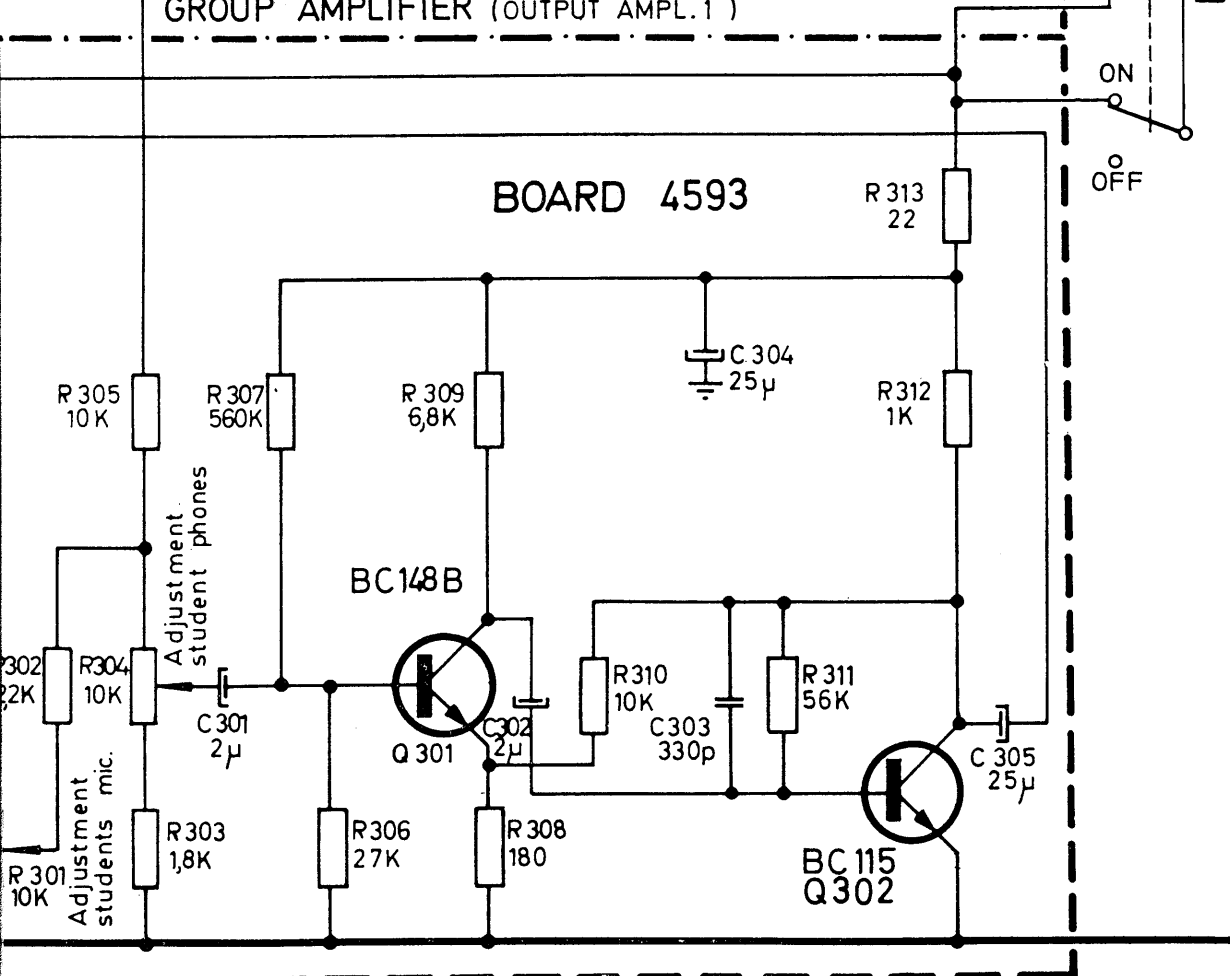 GROUP AMPLIFIER (OUTPUT AMPL.1 )
ON
OFF
BOARD 4593
R313
22
C304
25µ
R305
10K
R307
560K
R309
6,8K
R312
1K
Adjustment
student phones
BC148B
R304
10K
C301
2µ
Q301
C302
2µ
R310
10K
C303
330p
R311
56K
C305
25µ
Adjustment
students mic.
R301
10K
R303
1,8K
R306
27K
R308
180
BC115
Q302